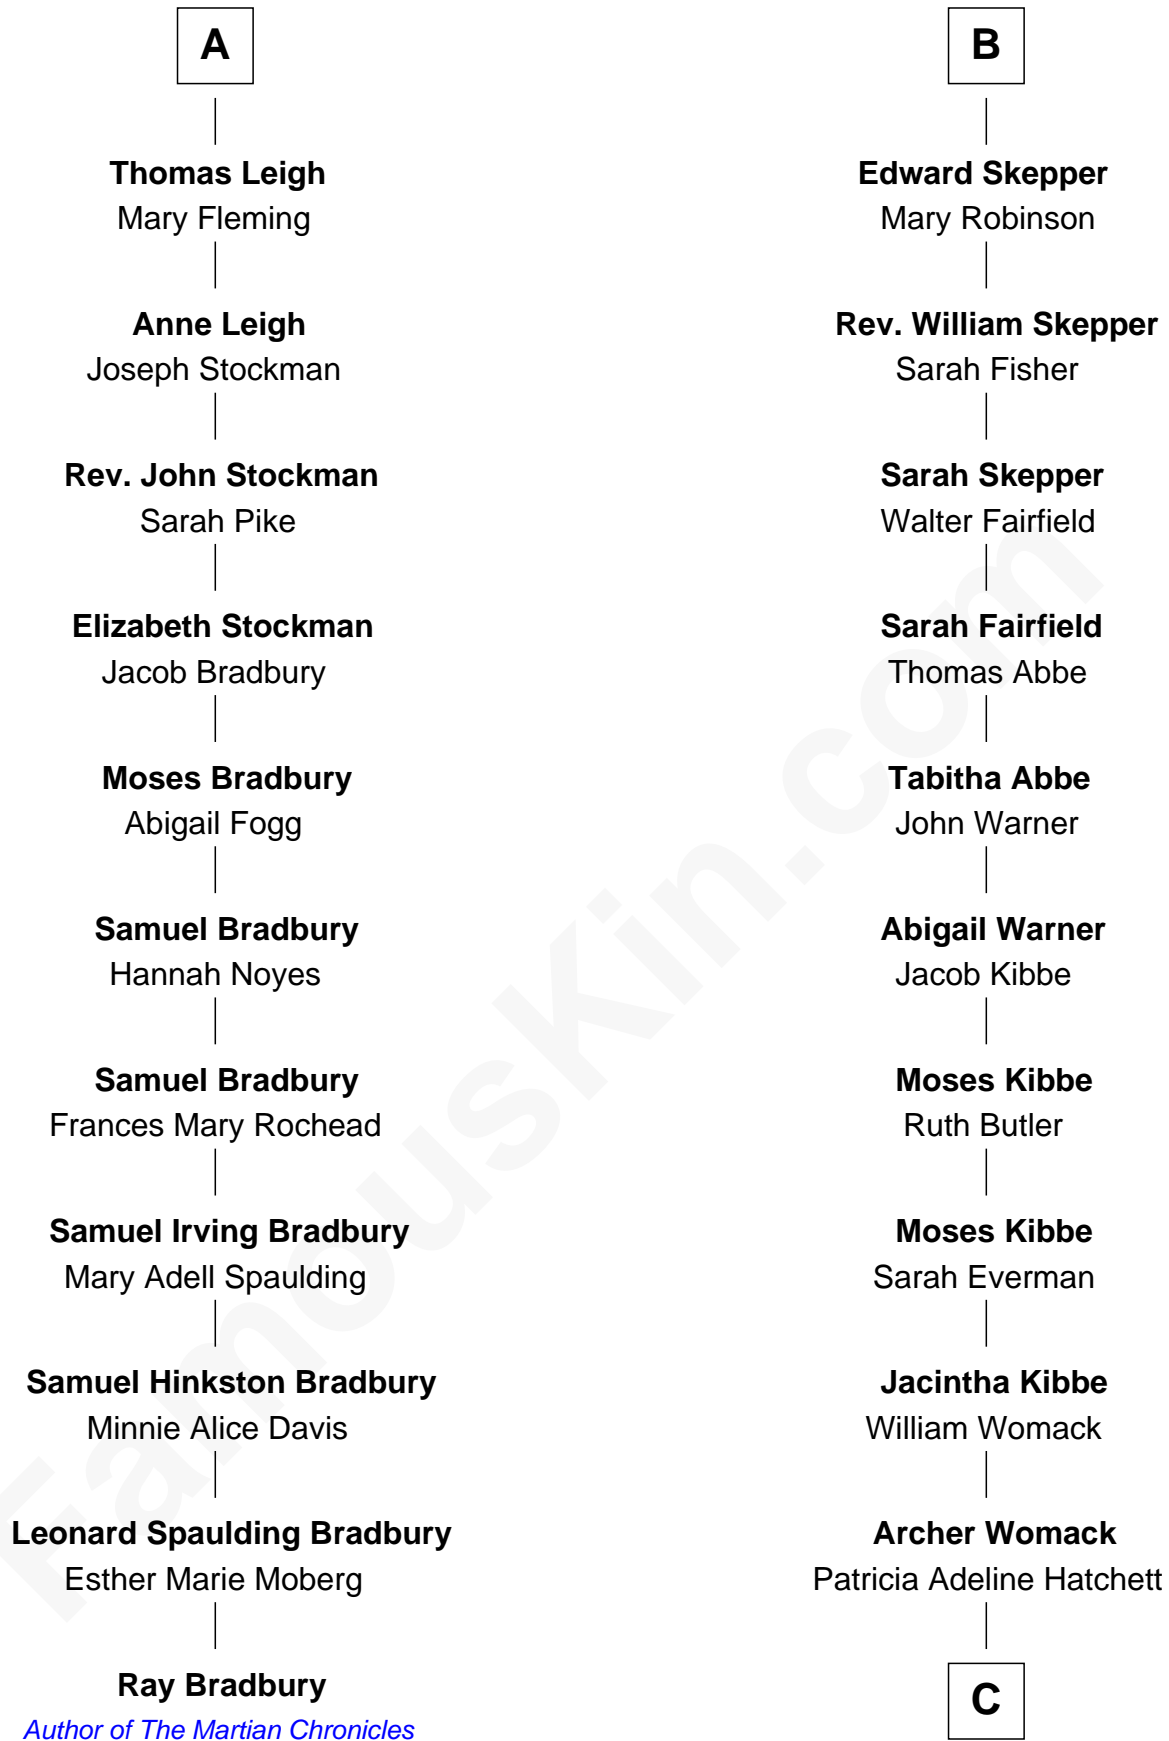 A
Thomas Leigh
Mary Fleming
Anne Leigh
Joseph Stockman
Rev. John Stockman
Sarah Pike
Elizabeth Stockman
Jacob Bradbury
Moses Bradbury
Abigail Fogg
Samuel Bradbury
Hannah Noyes
Samuel Bradbury
Frances Mary Rochead
Samuel Irving Bradbury
Mary Adell Spaulding
Samuel Hinkston Bradbury
Minnie Alice Davis
Leonard Spaulding Bradbury
Esther Marie Moberg
Ray Bradbury
Author of The Martian Chronicles
B
Edward Skepper
Mary Robinson
Rev. William Skepper
Sarah Fisher
Sarah Skepper
Walter Fairfield
Sarah Fairfield
Thomas Abbe
Tabitha Abbe
John Warner
Abigail Warner
Jacob Kibbe
Moses Kibbe
Ruth Butler
Moses Kibbe
Sarah Everman
Jacintha Kibbe
William Womack
Archer Womack
Patricia Adeline Hatchett
C
FamousKin.com